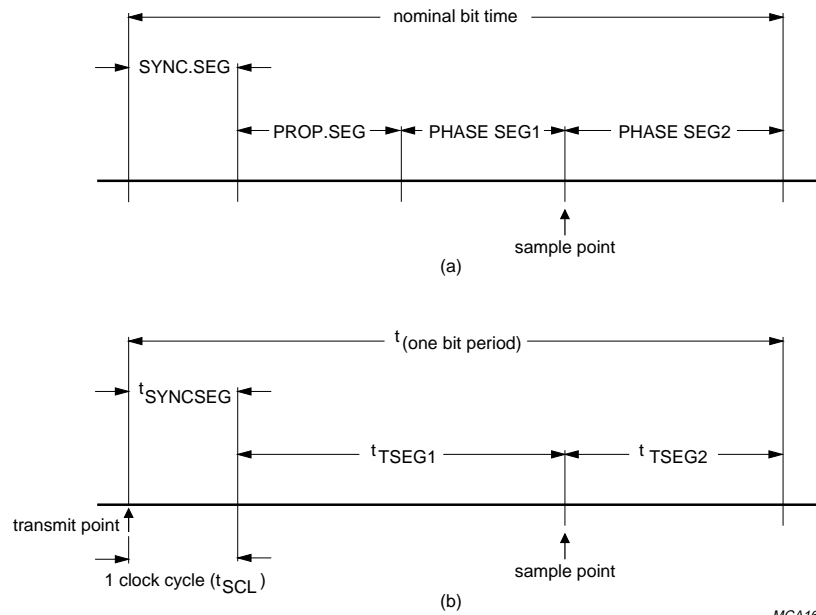 nominal bit time
SYNC.SEG
PROP.SEG PHASE SEG1 PHASE SEG2
sample point
(a)
t(one bit period)
tSYNCSEG
tTSEG1 t TSEG2
transmit point
1 clock cycle (tSCL)
sample point
(b)